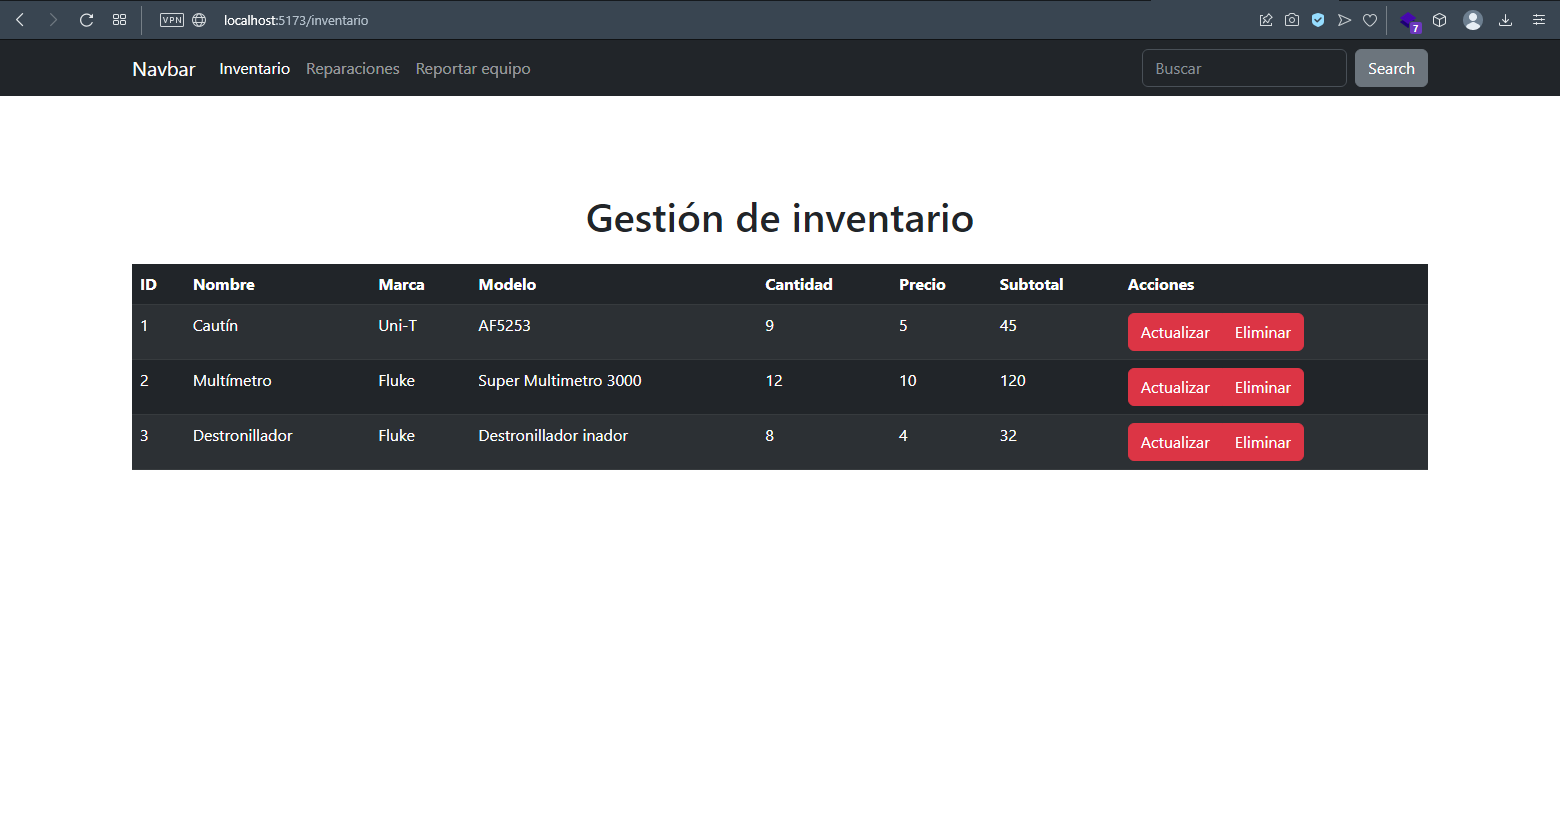 VPN localhost:5173/inventario 7
Navbar Inventario Reparaciones Reportar equipo Buscar Search
Gestión de inventario
ID Nombre Marca Modelo Cantidad Precio Subtotal Acciones
1 Cautín Uni-T AF5253 9 5 45 Actualizar Eliminar
2 Multímetro Fluke Super Multimetro 3000 12 10 120 Actualizar Eliminar
3 Destronillador Fluke Destronillador inador 8 4 32 Actualizar Eliminar